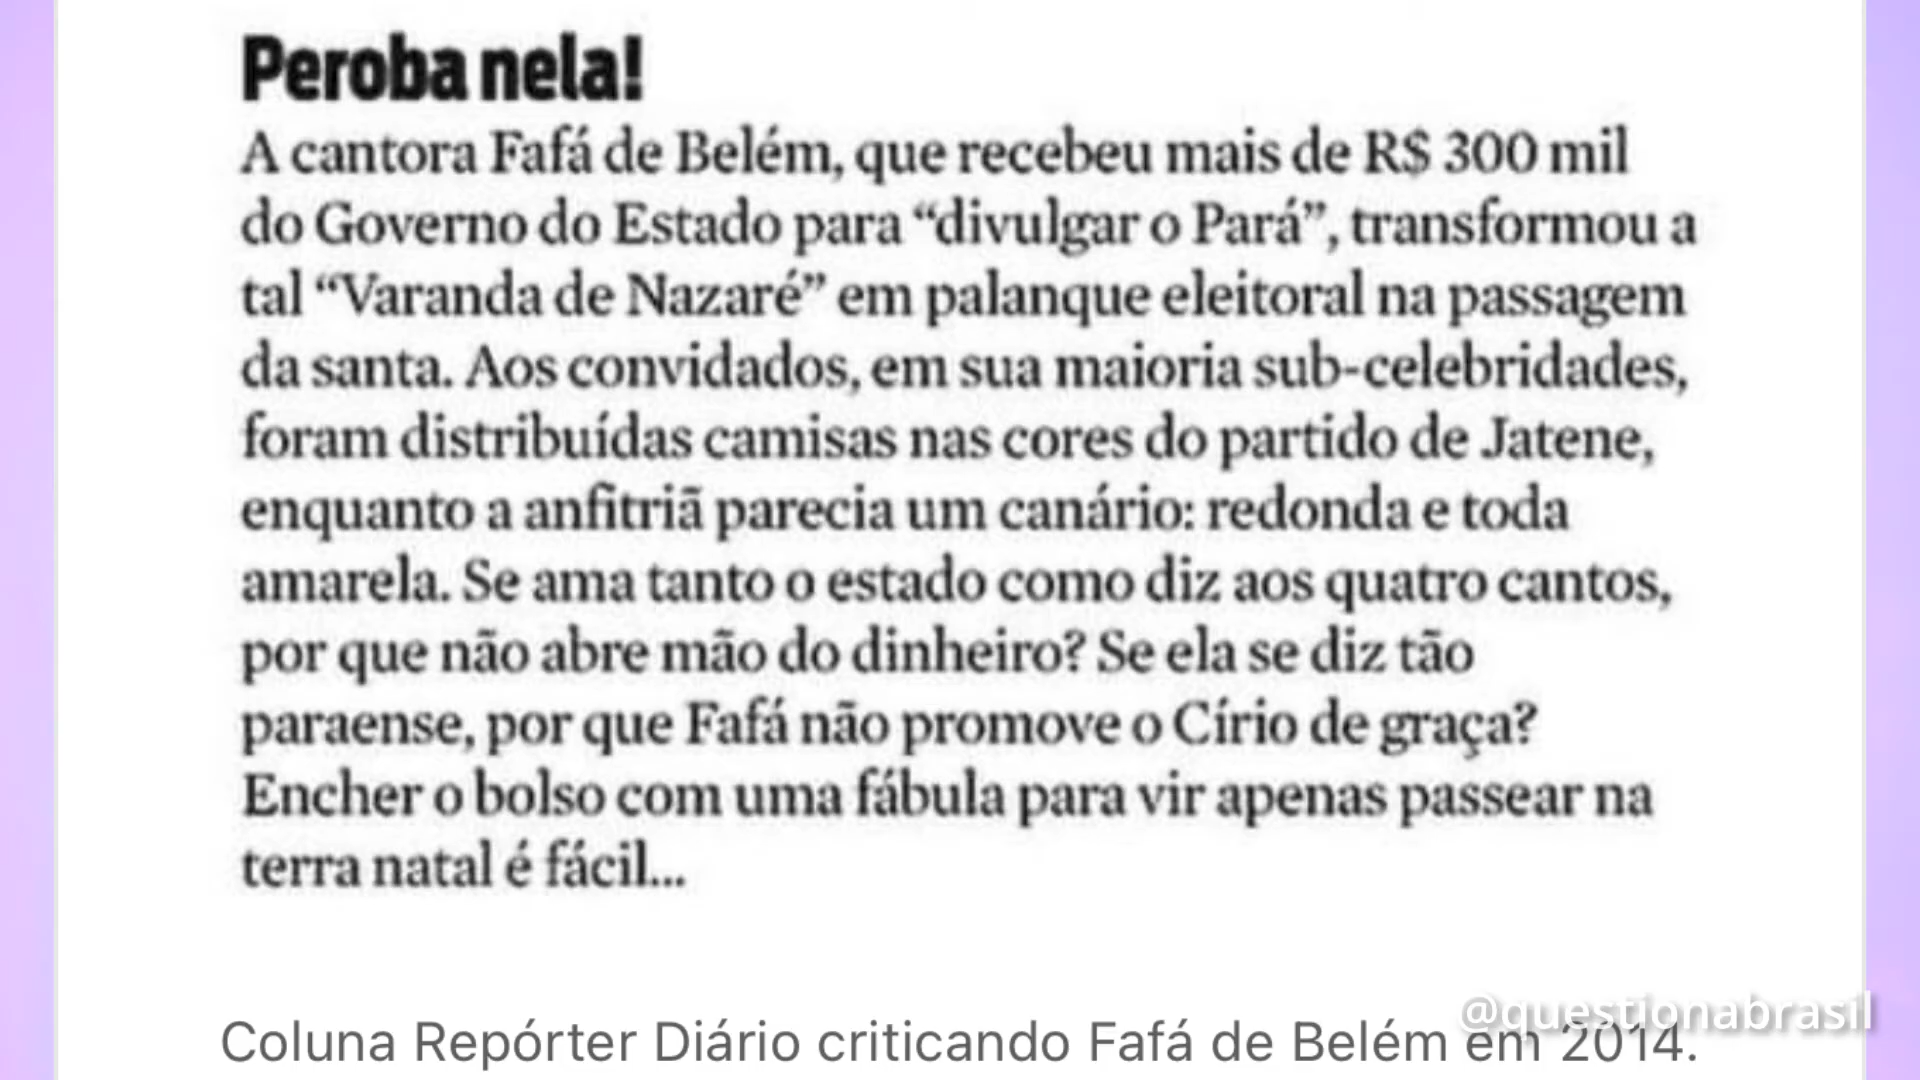 Peroba nela!
A cantora Fafá de Belém, que recebeu mais de R$ 300 mil
do Governo do Estado para “divulgar o Pará”, transformou a
tal “Varanda de Nazaré” em palanque eleitoral na passagem
da santa. Aos convidados, em sua maioria sub-celebridades,
foram distribuídas camisas nas cores do partido de Jatene,
enquanto a anfitriã parecia um canário: redonda e toda
amarela. Se ama tanto o estado como diz aos quatro cantos,
por que não abre mão do dinheiro? Se ela se diz tão
paraense, por que Fafá não promove o Círio de graça?
Encher o bolso com uma fábula para vir apenas passear na
terra natal é fácil...
@questionabrasil
Coluna Repórter Diário criticando Fafá de Belém em 2014.